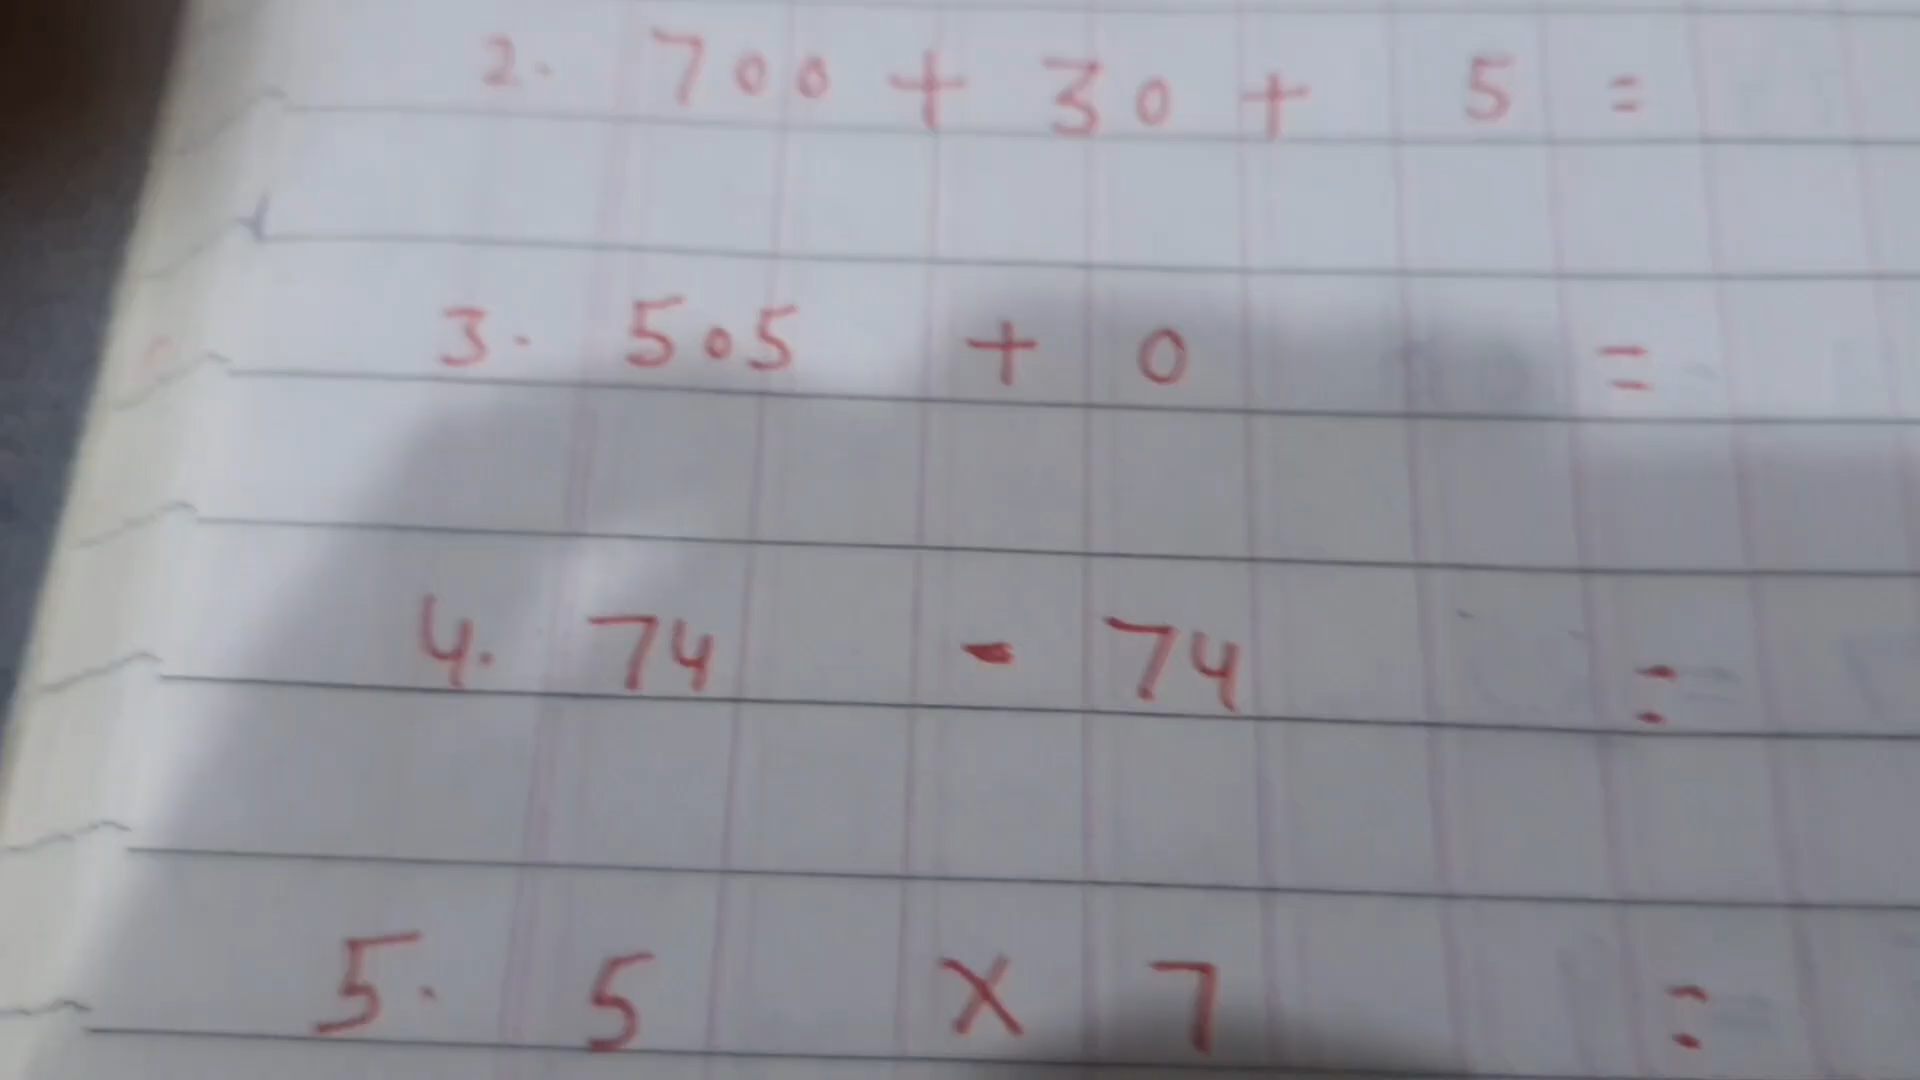 2. 700 + 30 + 5 =
3. 505 + 0 =
4. 74 - 74 =
5. 5 x 7 =